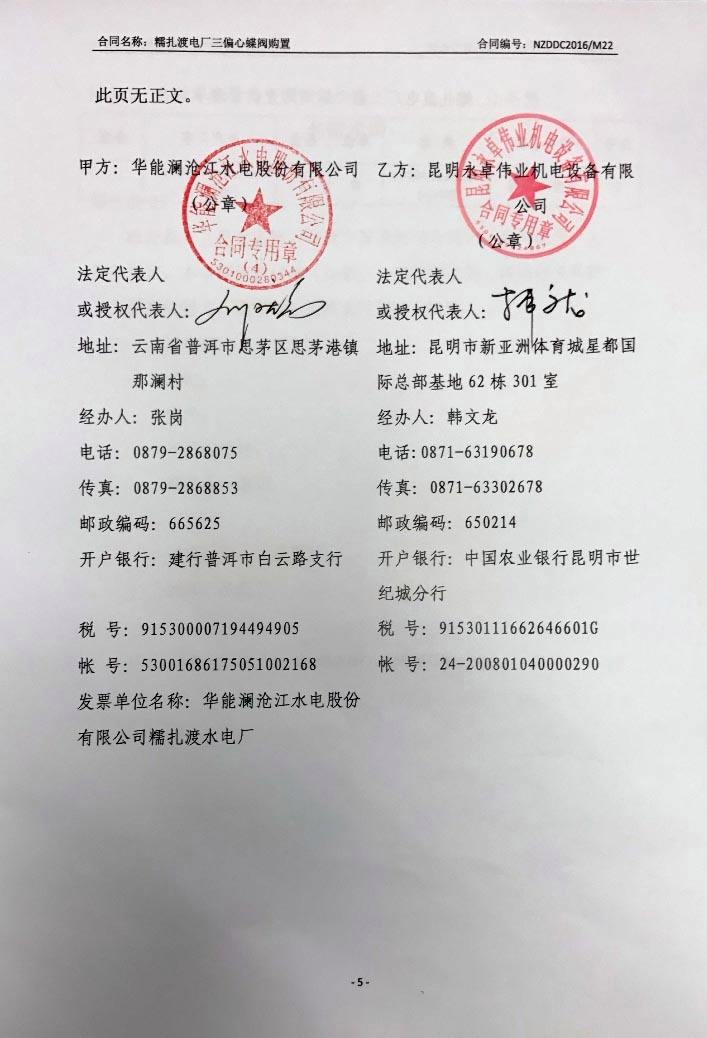 合同名称：糯扎渡电厂三偏心蝶阀购置 合同编号：NZDDC2016/M22
此页无正文。
甲方：华能澜沧江水电股份有限公司
（公章）
华能澜沧江水电股份有限公司
合同专用章
（4）
5301000280344
法定代表人
或授权代表人：
地址：云南省普洱市思茅区思茅港镇
那澜村
经办人：张岗
电话：0879-2868075
传真：0879-2868853
邮政编码：665625
开户银行：建行普洱市白云路支行
税 号：915300007194494905
帐 号：53001686175051002168
发票单位名称：华能澜沧江水电股份
有限公司糯扎渡水电厂
乙方：昆明永卓伟业机电设备有限
公司
（公章）
昆明永卓伟业机电设备有限公司
合同专用章
法定代表人
或授权代表人：
地址：昆明市新亚洲体育城星都国
际总部基地 62 栋 301 室
经办人：韩文龙
电话：0871-63190678
传真：0871-63302678
邮政编码：650214
开户银行：中国农业银行昆明市世
纪城分行
税 号：91530111662646601G
帐 号：24-200801040000290
- 5 -